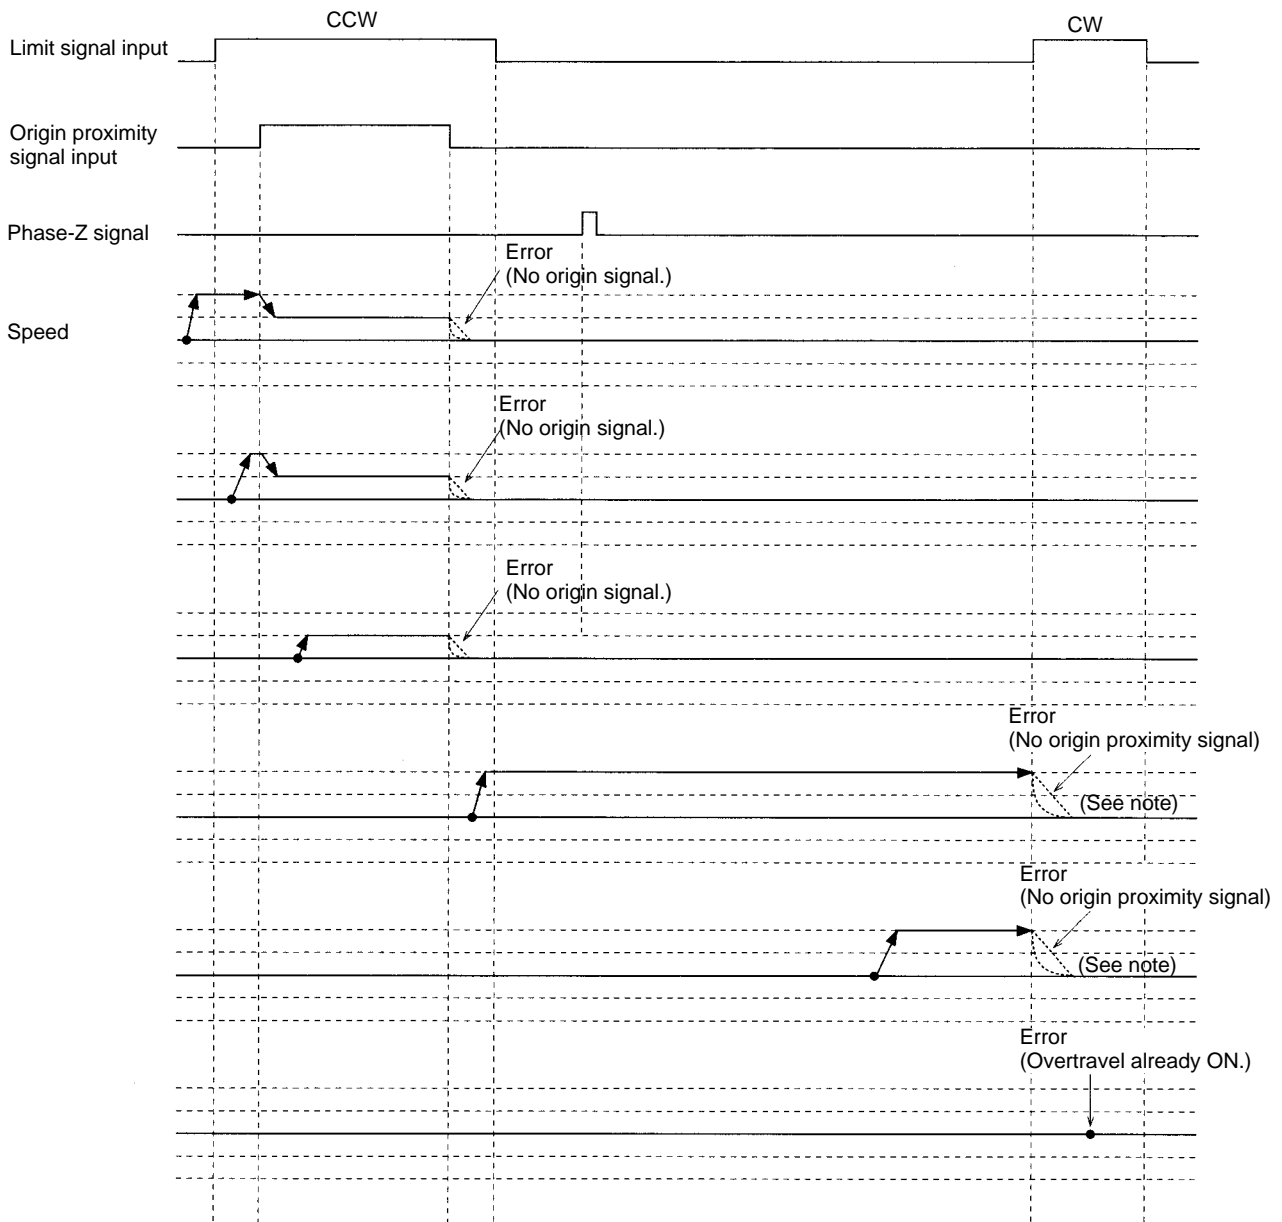 CCW
CW
Limit signal input
Origin proximity
signal input
Phase-Z signal
Error
(No origin signal.)
Speed
Error
(No origin signal.)
Error
(No origin signal.)
Error
(No origin proximity signal)
(See note)
Error
(No origin proximity signal)
(See note)
Error
(Overtravel already ON.)